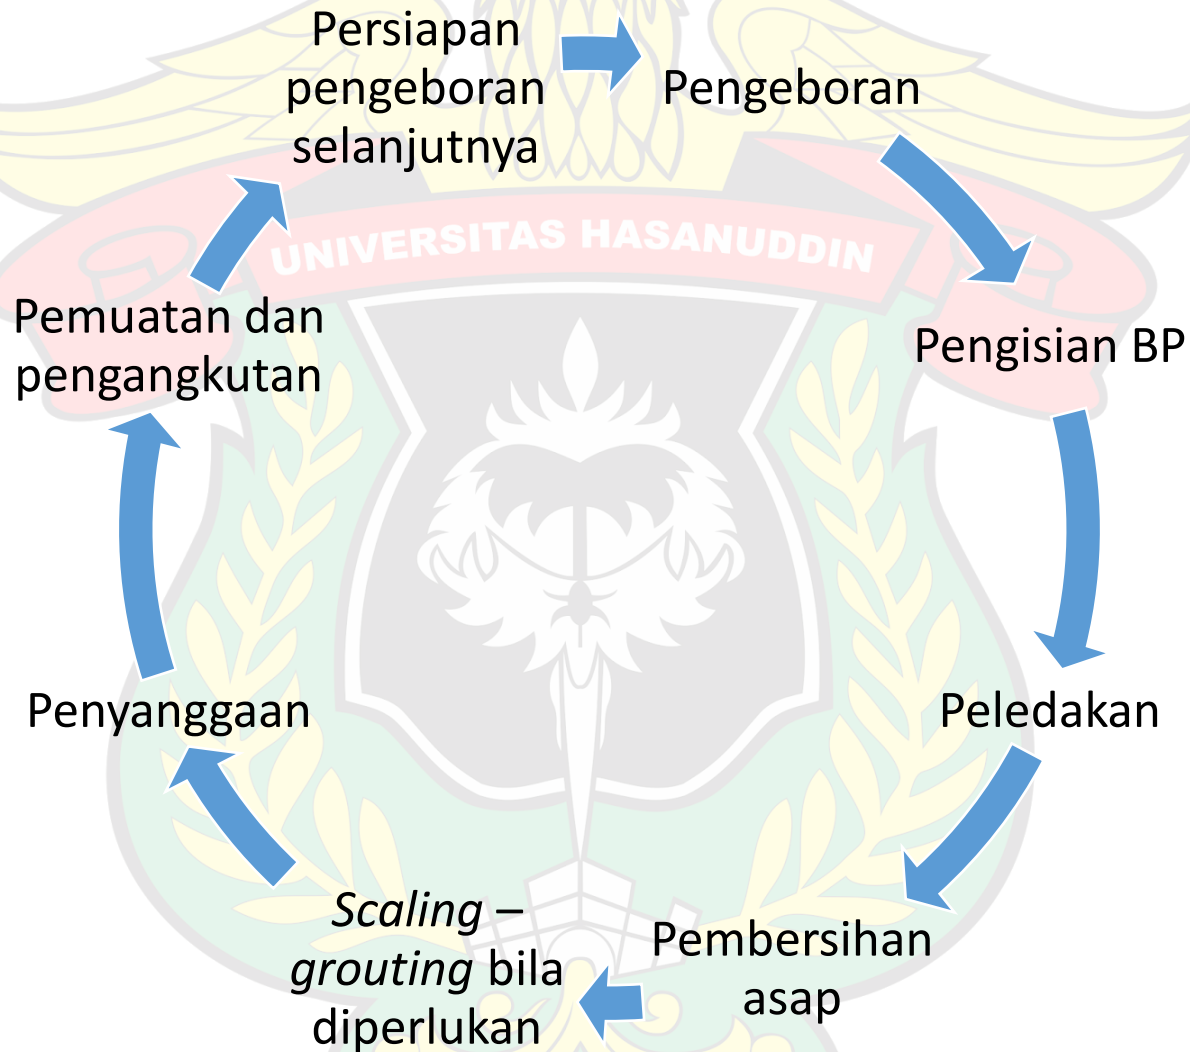 Persiapan
pengeboran
selanjutnya
Pengeboran
UNIVERSITAS HASANUDDIN
Pemuatan dan
pengangkutan
Pengisian BP
Penyanggaan
Peledakan
Scaling –
grouting bila
diperlukan
Pembersihan
asap